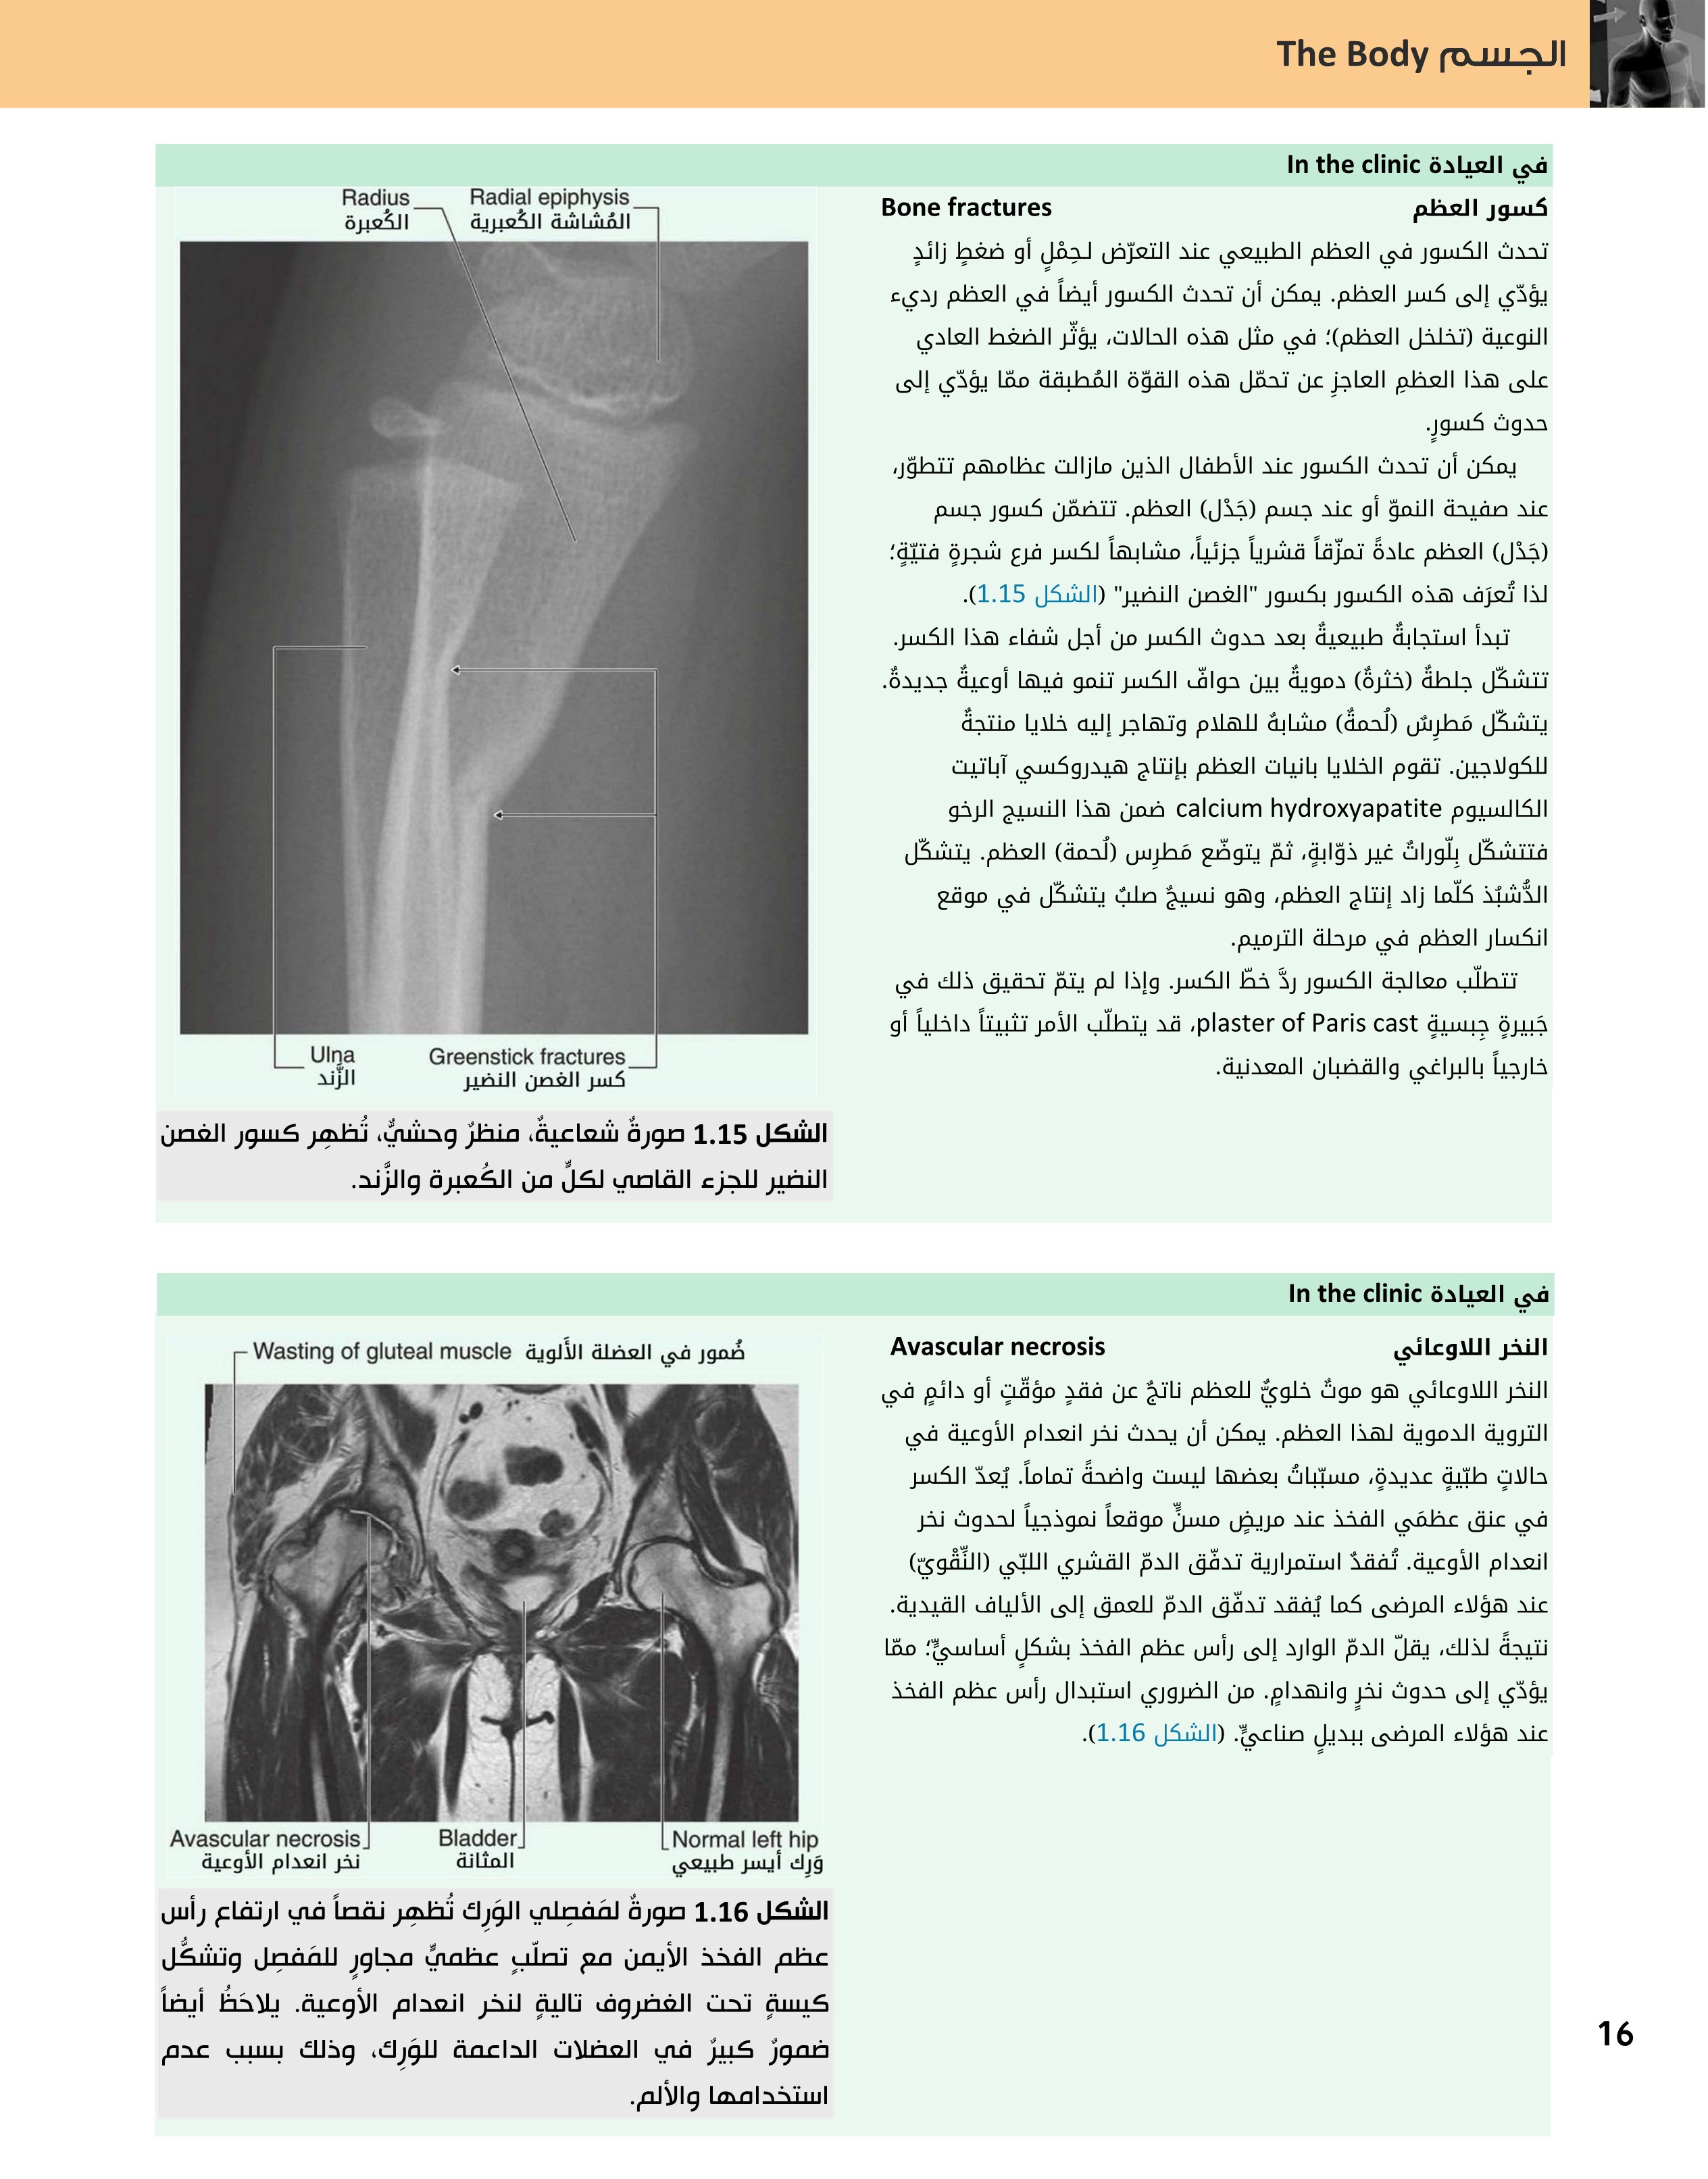 الجسم The Body
في العيادة In the clinic
كسور العظم Bone fractures
تحدث الكسور في العظم الطبيعي عند التعرّض لحِمْلٍ أو ضغطٍ زائدٍ
يؤدّي إلى كسر العظم. يمكن أن تحدث الكسور أيضاً في العظم رديء
النوعية (تخلخل العظم)؛ في مثل هذه الحالات، يؤثّر الضغط العادي
على هذا العظمِ العاجزِ عن تحمّل هذه القوّة المُطبقة ممّا يؤدّي إلى
حدوث كسورٍ.
يمكن أن تحدث الكسور عند الأطفال الذين مازالت عظامهم تتطوّر،
عند صفيحة النموّ أو عند جسم (جَدْل) العظم. تتضمّن كسور جسم
(جَدْل) العظم عادةً تمزّقاً قشرياً جزئياً، مشابهاً لكسر فرع شجرةٍ فتيّةٍ؛
لذا تُعرَف هذه الكسور بكسور "الغصن النضير" (الشكل 1.15).
تبدأ استجابةٌ طبيعيةٌ بعد حدوث الكسر من أجل شفاء هذا الكسر.
تتشكّل جلطةٌ (خثرةٌ) دمويةٌ بين حوافّ الكسر تنمو فيها أوعيةٌ جديدةٌ.
يتشكّل مَطرِسٌ (لُحمةٌ) مشابهٌ للهلام وتهاجر إليه خلايا منتجةٌ
للكولاجين. تقوم الخلايا بانيات العظم بإنتاج هيدروكسي آباتيت
الكالسيوم calcium hydroxyapatite ضمن هذا النسيج الرخو
فتتشكّل بِلّوراتٌ غير ذوّابةٍ، ثمّ يتوضّع مَطرِس (لُحمة) العظم. يتشكّل
الدُّشبُذ كلّما زاد إنتاج العظم، وهو نسيجٌ صلبٌ يتشكّل في موقع
انكسار العظم في مرحلة الترميم.
تتطلّب معالجة الكسور ردَّ خطّ الكسر. وإذا لم يتمّ تحقيق ذلك في
جَبيرةٍ جِبسيةٍ plaster of Paris cast، قد يتطلّب الأمر تثبيتاً داخلياً أو
خارجياً بالبراغي والقضبان المعدنية.
Radius
الكُعبرة
Radial epiphysis
المُشاشة الكُعبرية
Ulna
الزَّند
Greenstick fractures
كسر الغصن النضير
الشكل 1.15 صورةٌ شعاعيةٌ، منظرٌ وحشيٌّ، تُظهِر كسور الغصن
النضير للجزء القاصي لكلٍّ من الكُعبرة والزَّند.
في العيادة In the clinic
النخر اللاوعائي Avascular necrosis
النخر اللاوعائي هو موتٌ خلويٌّ للعظم ناتجٌ عن فقدٍ مؤقّتٍ أو دائمٍ في
التروية الدموية لهذا العظم. يمكن أن يحدث نخر انعدام الأوعية في
حالاتٍ طبّيةٍ عديدةٍ، مسبّباتُ بعضها ليست واضحةً تماماً. يُعدّ الكسر
في عنق عظمَي الفخذ عند مريضٍ مسنٍّ موقعاً نموذجياً لحدوث نخر
انعدام الأوعية. تُفقدٌ استمرارية تدفّق الدمّ القشري اللبّي (النِّقْويّ)
عند هؤلاء المرضى كما يُفقد تدفّق الدمّ للعمق إلى الألياف القيدية.
نتيجةً لذلك، يقلّ الدمّ الوارد إلى رأس عظم الفخذ بشكلٍ أساسيٍّ؛ ممّا
يؤدّي إلى حدوث نخرٍ وانهدامٍ. من الضروري استبدال رأس عظم الفخذ
عند هؤلاء المرضى ببديلٍ صناعيٍّ. (الشكل 1.16).
Wasting of gluteal muscle ضُمور في العضلة الأَلوية
Avascular necrosis
نخر انعدام الأوعية
Bladder
المثانة
Normal left hip
وَرِك أيسر طبيعي
الشكل 1.16 صورةٌ لمَفصِلي الوَرِك تُظهِر نقصاً في ارتفاع رأس
عظم الفخذ الأيمن مع تصلّبٍ عظميٍّ مجاورٍ للمَفصِل وتشكُّل
كيسةٍ تحت الغضروف تاليةٍ لنخر انعدام الأوعية. يلاحَظُ أيضاً
ضمورٌ كبيرٌ في العضلات الداعمة للوَرِك، وذلك بسبب عدم
استخدامها والألم.
16